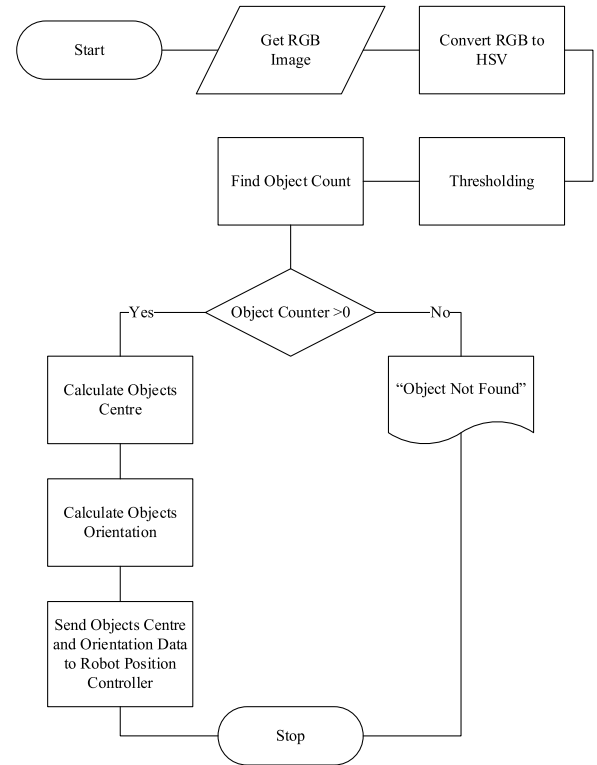 Start
Get RGB
Image
Convert RGB to
HSV
Find Object Count
Thresholding
Object Counter >0
Yes
No
Calculate Objects
Centre
“Object Not Found”
Calculate Objects
Orientation
Send Objects Centre
and Orientation Data
to Robot Position
Controller
Stop